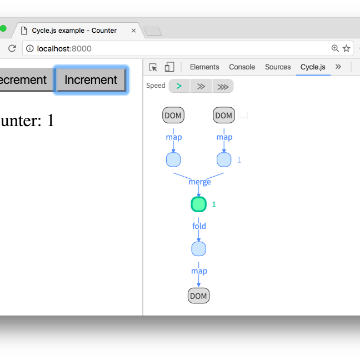 Cycle.js example - Counter
localhost:8000
ecrement
Increment
unter: 1
Elements Console Sources Cycle.js »
Speed > >> >>>
DOM DOM
map map
1
merge
1
fold
map
DOM